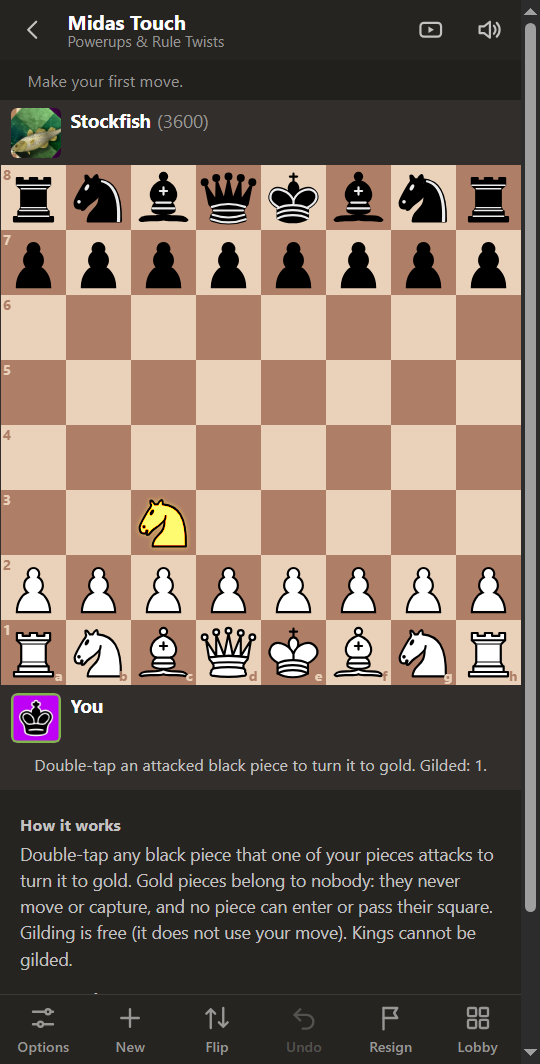 Midas Touch
Powerups & Rule Twists
Make your first move.
Stockfish (3600)
8
7
6
5
4
3
2
1
a b c d e f g h
You
Double-tap an attacked black piece to turn it to gold. Gilded: 1.
How it works
Double-tap any black piece that one of your pieces attacks to
turn it to gold. Gold pieces belong to nobody: they never
move or capture, and no piece can enter or pass their square.
Gilding is free (it does not use your move). Kings cannot be
gilded.
Options New Flip Undo Resign Lobby